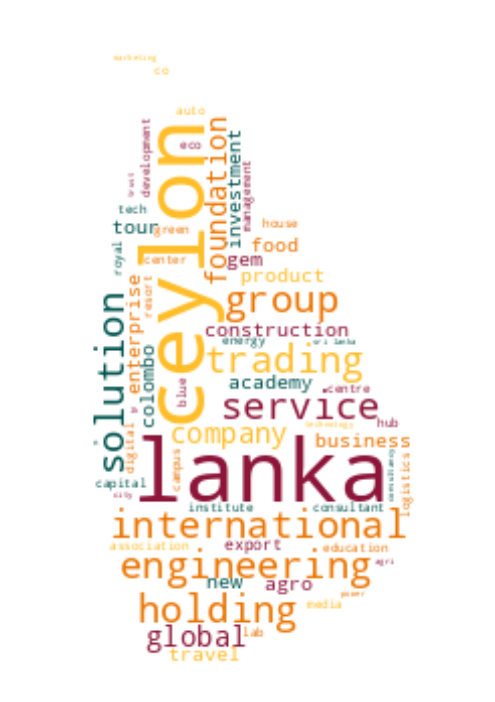 marketing
co
auto
development
trust
eco
ceylon
foundation
investment
management
tech
tour
green
house
food
royal
center
gem
product
resort
enterprise
group
solution
construction
colombo
energy
sri lanka
trading
blue
academy
centre
service
by
technology
hub
company
business
digital
campus
lanka
consultancy
logistics
capital
city
institute
consultant
international
association
export
education
engineering
agri
new
agro
power
holding
media
global
lab
travel